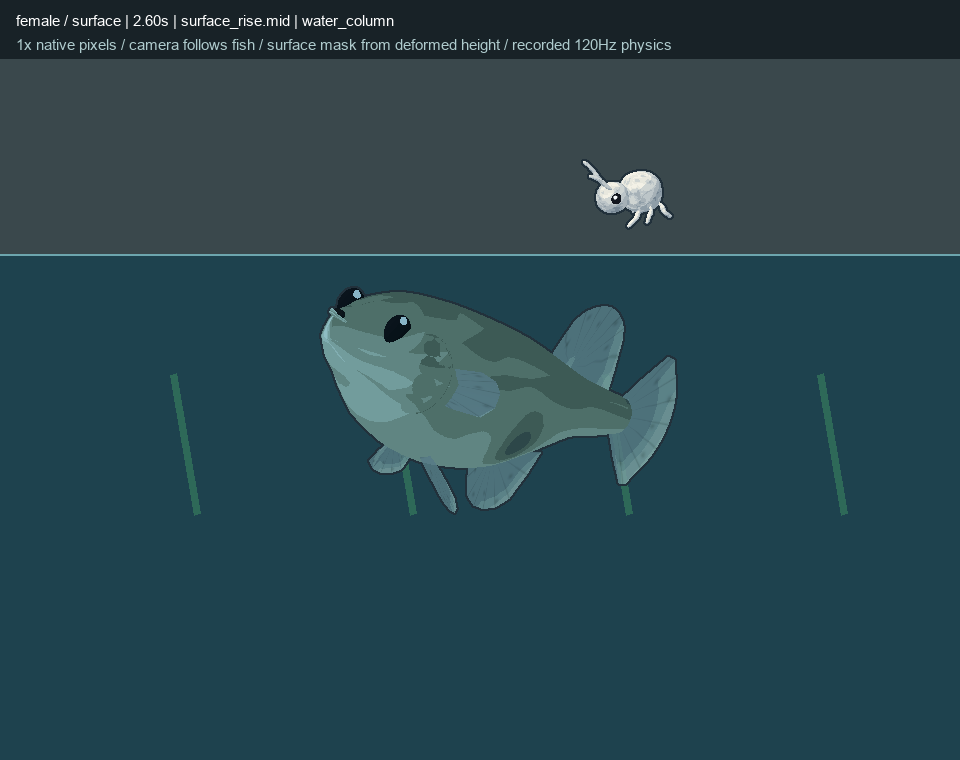 female / surface | 2.60s | surface_rise.mid | water_column
1x native pixels / camera follows fish / surface mask from deformed height / recorded 120Hz physics